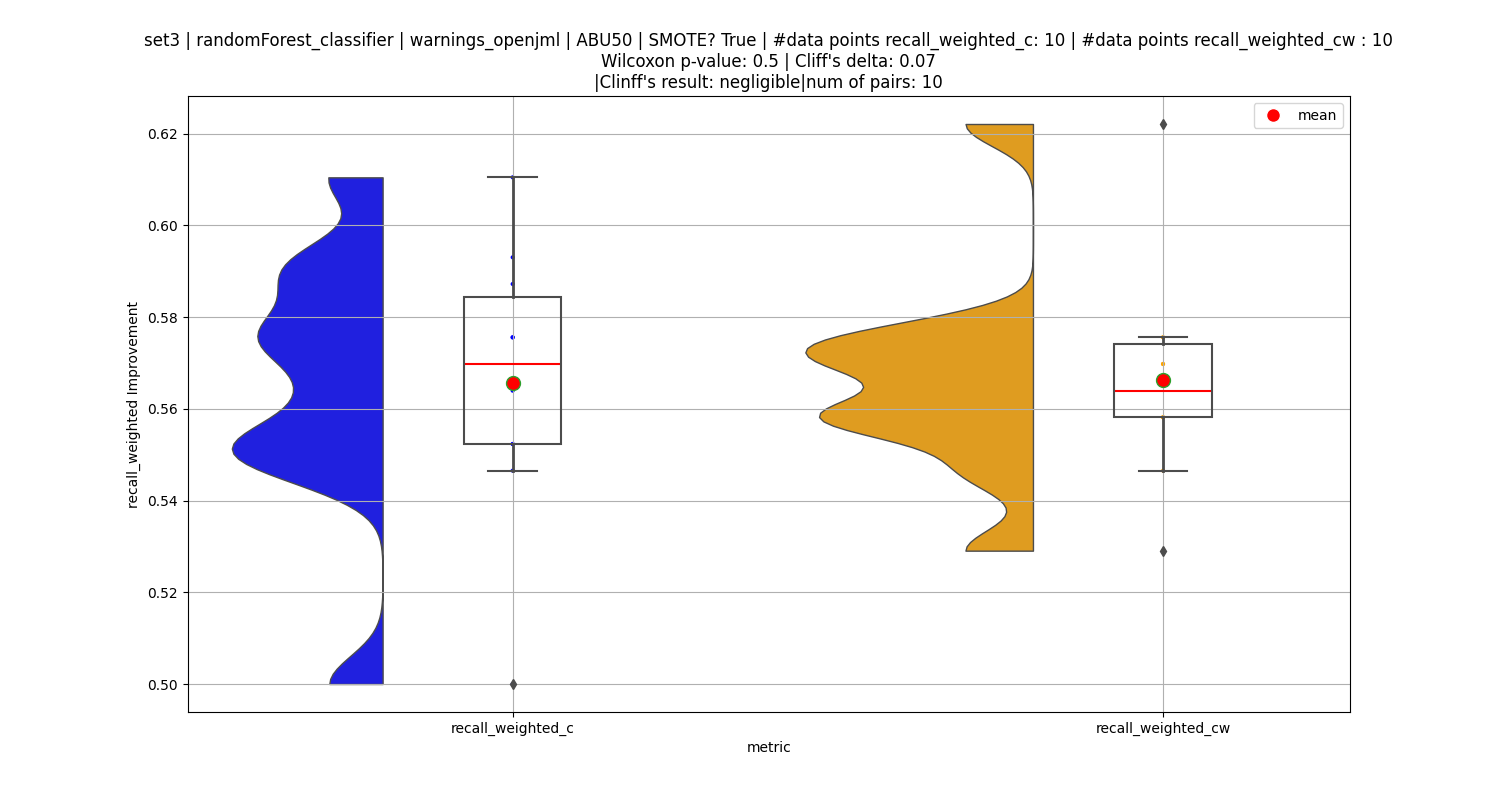 set3 | randomForest_classifier | warnings_openjml | ABU50 | SMOTE? True | #data points recall_weighted_c: 10 | #data points recall_weighted_cw : 10
Wilcoxon p-value: 0.5 | Cliff's delta: 0.07
|Clinff's result: negligible|num of pairs: 10
mean
0.62
0.60
0.58
0.56
0.54
0.52
0.50
recall_weighted Improvement
recall_weighted_c
recall_weighted_cw
metric